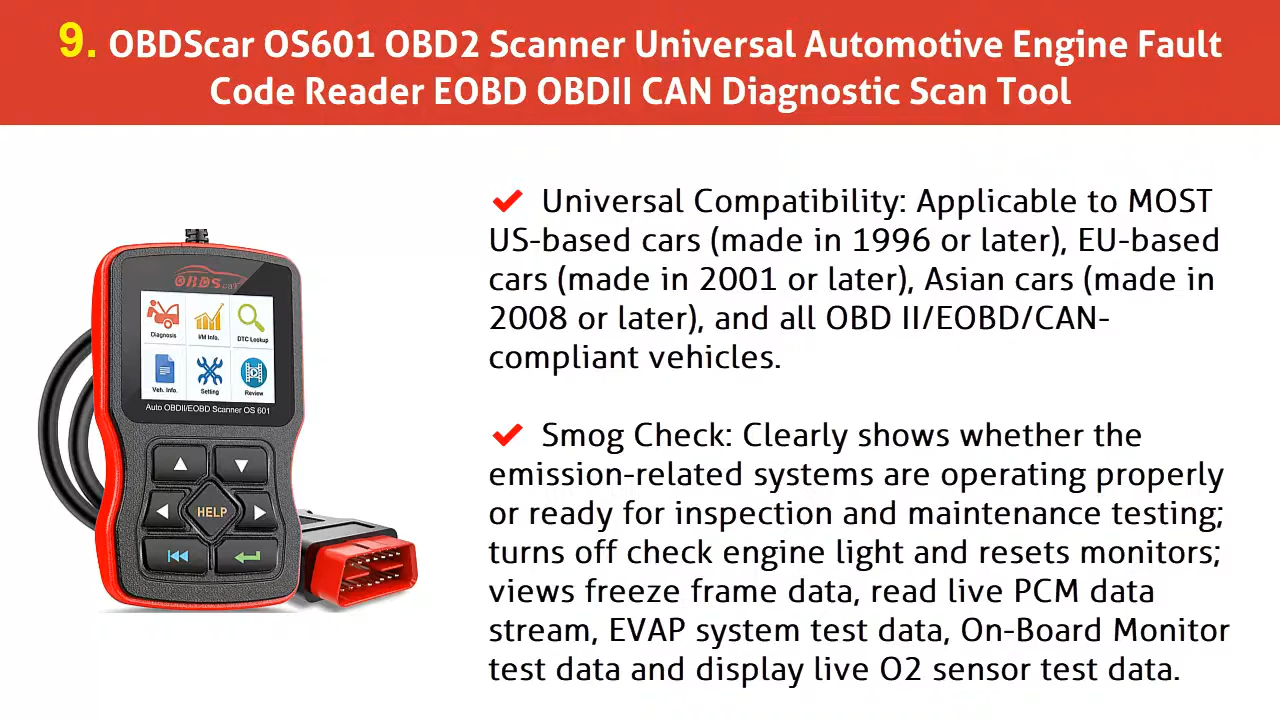 9. OBDScar OS601 OBD2 Scanner Universal Automotive Engine Fault
Code Reader EOBD OBDII CAN Diagnostic Scan Tool
✔ Universal Compatibility: Applicable to MOST
US-based cars (made in 1996 or later), EU-based
cars (made in 2001 or later), Asian cars (made in
2008 or later), and all OBD II/EOBD/CAN-
compliant vehicles.
✔ Smog Check: Clearly shows whether the
emission-related systems are operating properly
or ready for inspection and maintenance testing;
turns off check engine light and resets monitors;
views freeze frame data, read live PCM data
stream, EVAP system test data, On-Board Monitor
test data and display live O2 sensor test data.
OBDScar
Diagnosis I/M Info. DTC Lookup
Veh. Info. Setting Review
Auto OBDII/EOBD Scanner OS 601
HELP